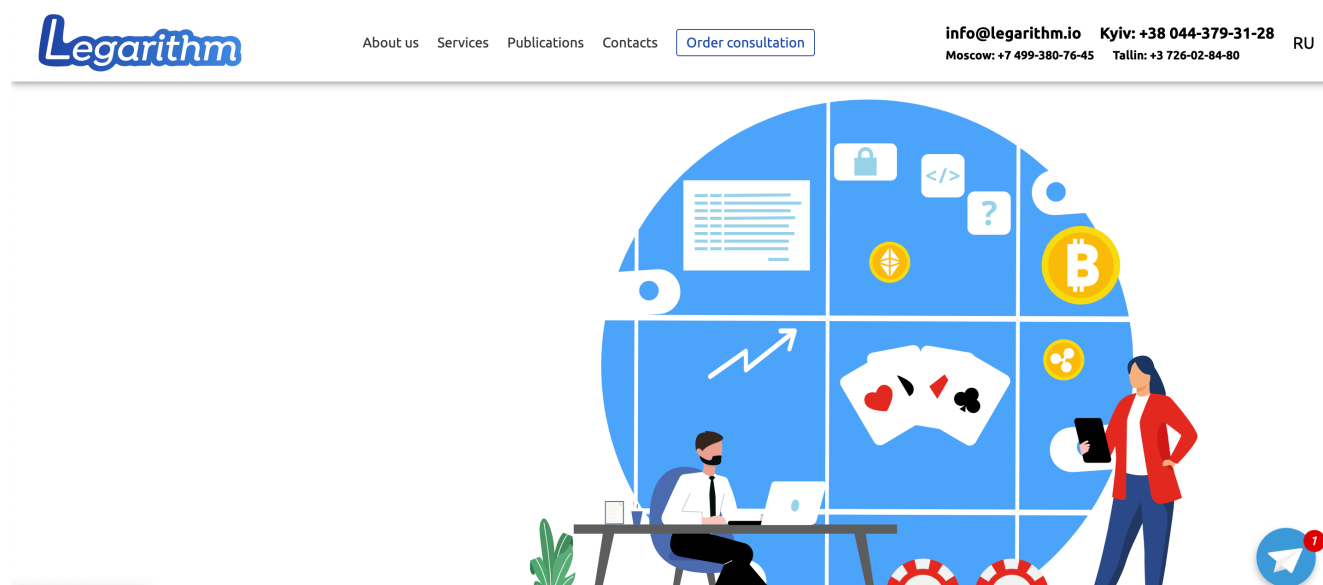 Legarithm
About us Services Publications Contacts Order consultation
info@legarithm.io Kyiv: +38 044-379-31-28
Moscow: +7 499-380-76-45 Tallin: +3 726-02-84-80
RU
</>
?
1